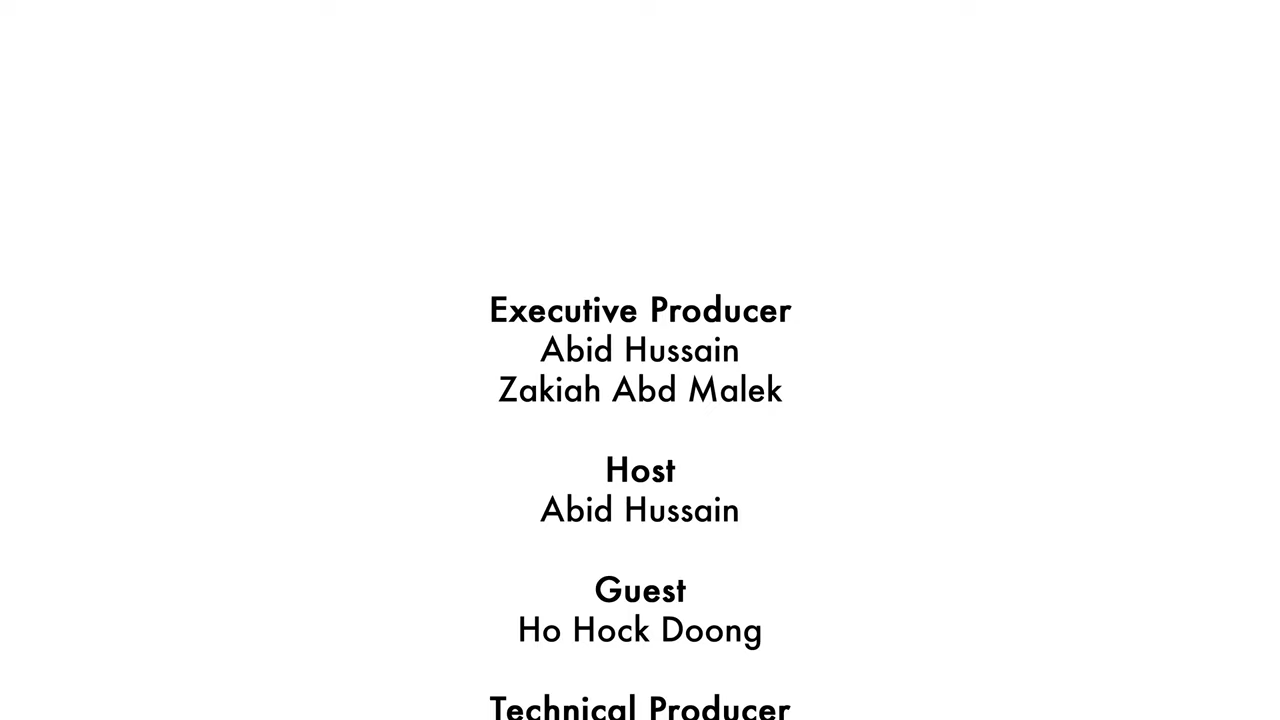 Executive Producer
Abid Hussain
Zakiah Abd Malek
Host
Abid Hussain
Guest
Ho Hock Doong
Technical Producer